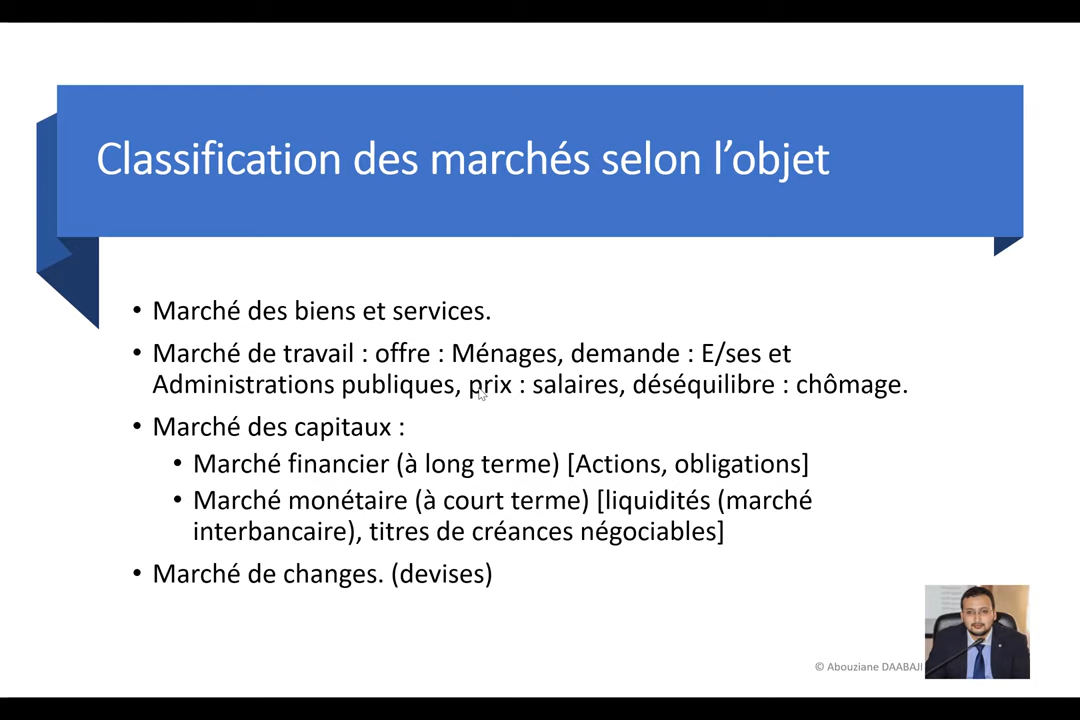 Classification des marchés selon l’objet
• Marché des biens et services.
• Marché de travail : offre : Ménages, demande : E/ses et
Administrations publiques, prix : salaires, déséquilibre : chômage.
• Marché des capitaux :
• Marché financier (à long terme) [Actions, obligations]
• Marché monétaire (à court terme) [liquidités (marché
interbancaire), titres de créances négociables]
• Marché de changes. (devises)
© Abouziane DAABAJI